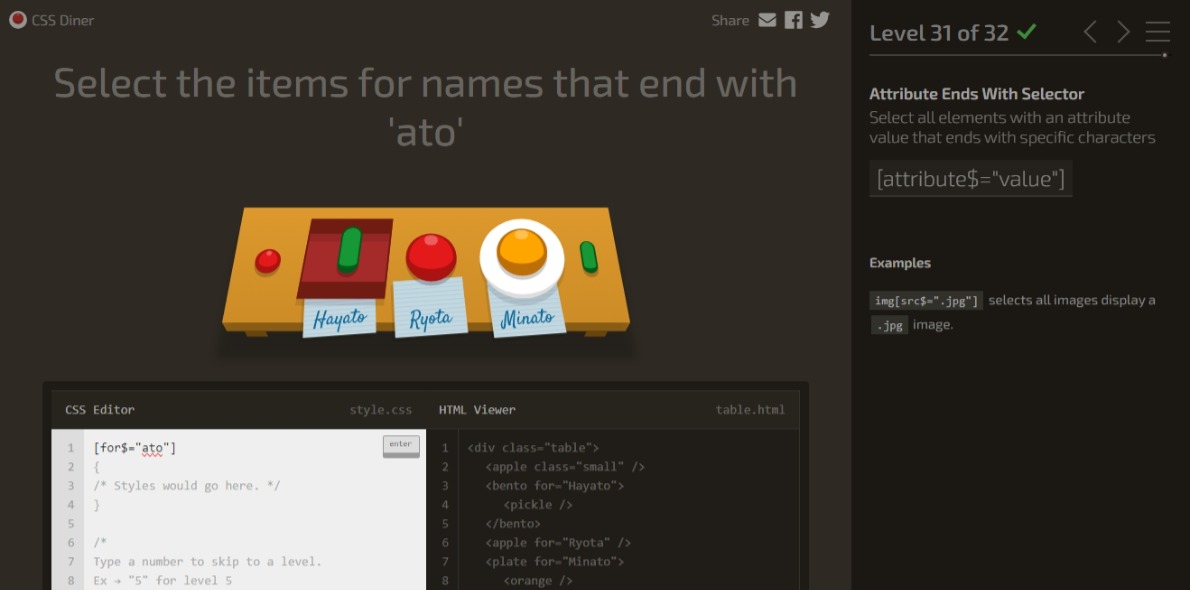 CSS Diner
Share
Select the items for names that end with
'ato'
Hayato
Ryota
Minato
CSS Editor
style.css
1 [for$="ato"]
enter
2 {
3 /* Styles would go here. */
4 }
5
6 /*
7 Type a number to skip to a level.
8 Ex → "5" for level 5
HTML Viewer
table.html
1 <div class="table">
2 <apple class="small" />
3 <bento for="Hayato">
4 <pickle />
5 </bento>
6 <apple for="Ryota" />
7 <plate for="Minato">
8 <orange />
Level 31 of 32
Attribute Ends With Selector
Select all elements with an attribute
value that ends with specific characters
[attribute$="value"]
Examples
img[src$=".jpg"] selects all images display a
.jpg image.